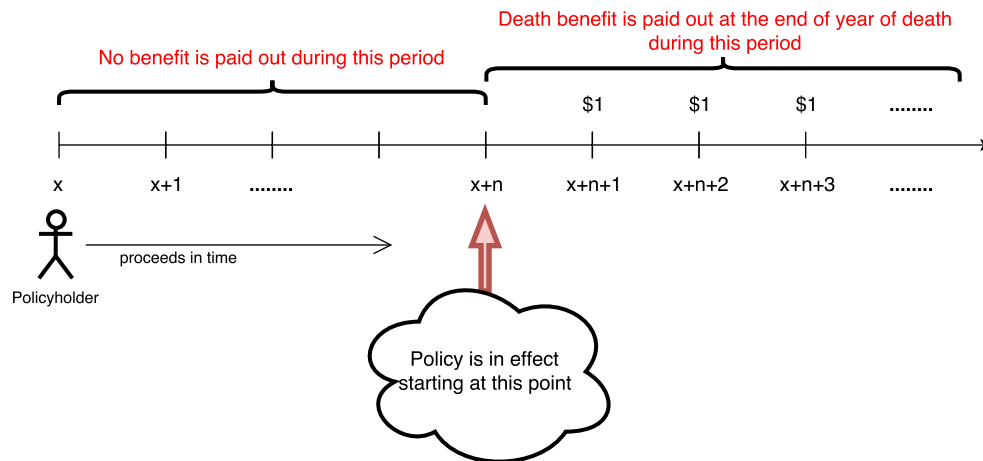 Death benefit is paid out at the end of year of death
during this period
No benefit is paid out during this period
$1 $1 $1 ........
x x+1 ........ x+n x+n+1 x+n+2 x+n+3 ........
proceeds in time
Policyholder
Policy is in effect
starting at this point